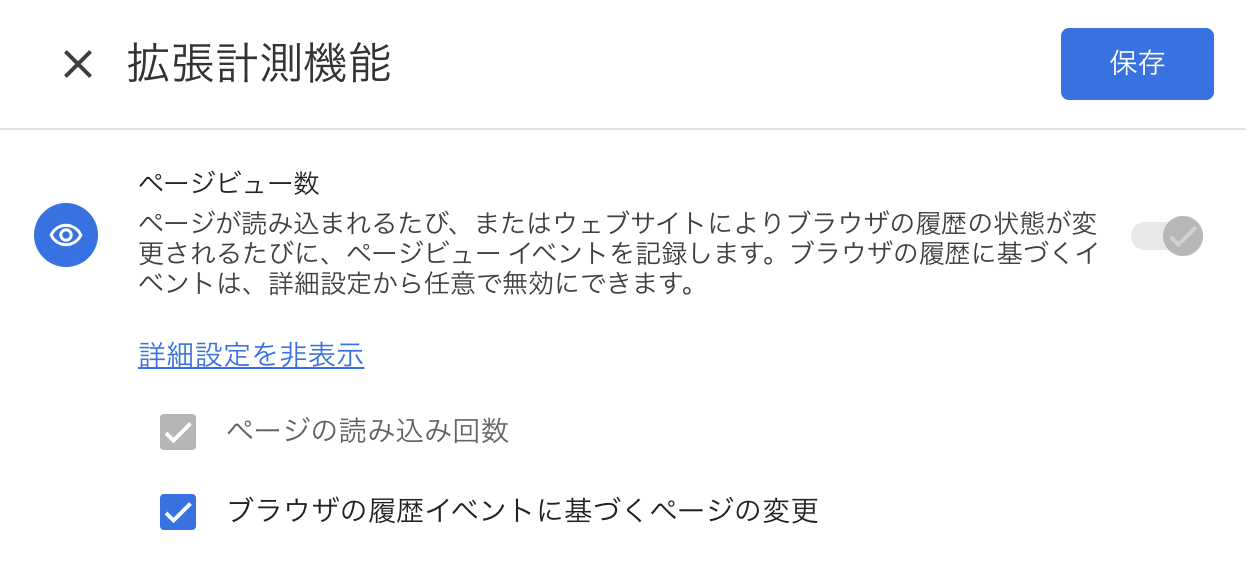 拡張計測機能
保存
ページビュー数
ページが読み込まれるたび、またはウェブサイトによりブラウザの履歴の状態が変
更されるたびに、ページビュー イベントを記録します。ブラウザの履歴に基づくイ
ベントは、詳細設定から任意で無効にできます。
詳細設定を非表示
ページの読み込み回数
ブラウザの履歴イベントに基づくページの変更